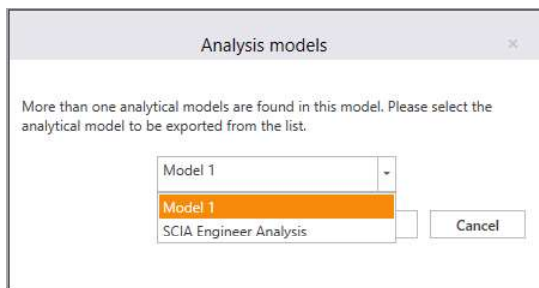 Analysis models
More than one analytical models are found in this model. Please select the
analytical model to be exported from the list.
Model 1
Model 1
SCIA Engineer Analysis
Cancel